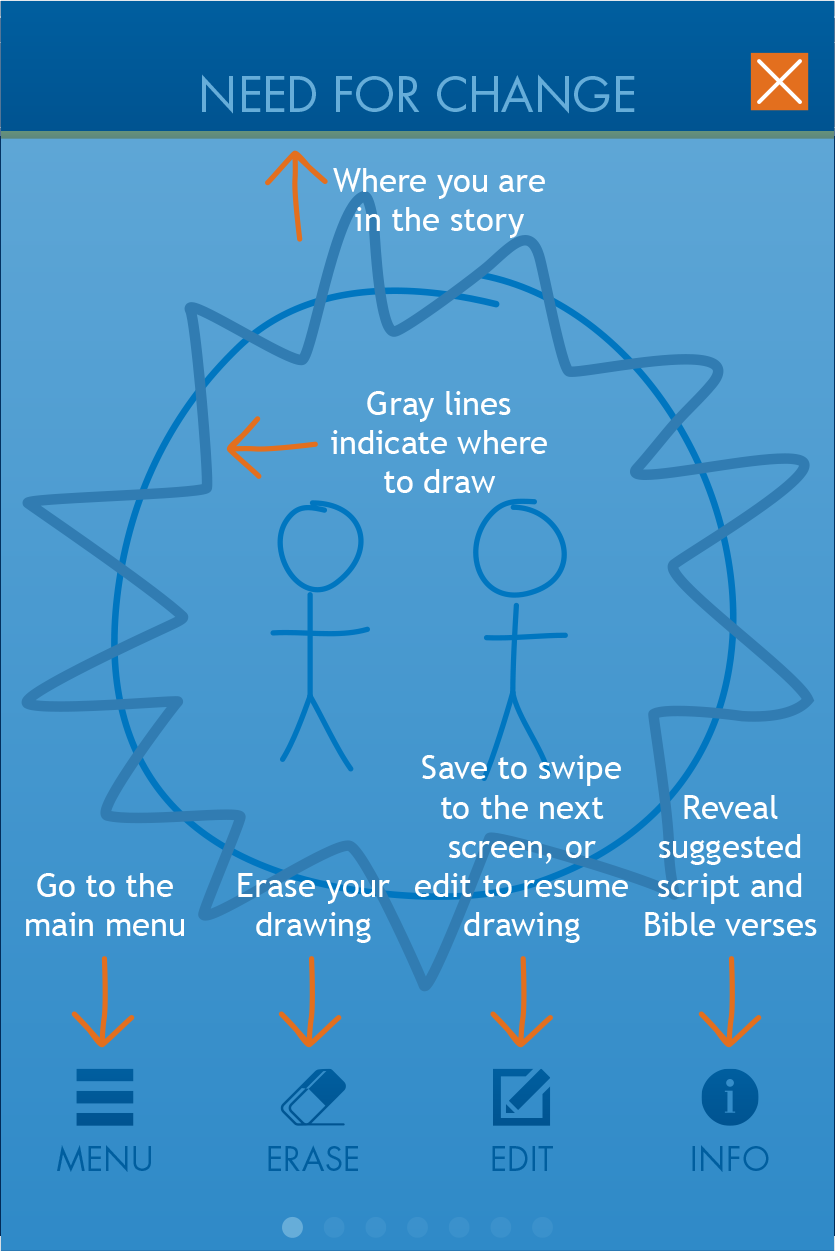 NEED FOR CHANGE
Where you are
in the story
Gray lines
indicate where
to draw
Go to the
main menu
Erase your
drawing
Save to swipe
to the next
screen, or
edit to resume
drawing
Reveal
suggested
script and
Bible verses
MENU
ERASE
EDIT
i
INFO